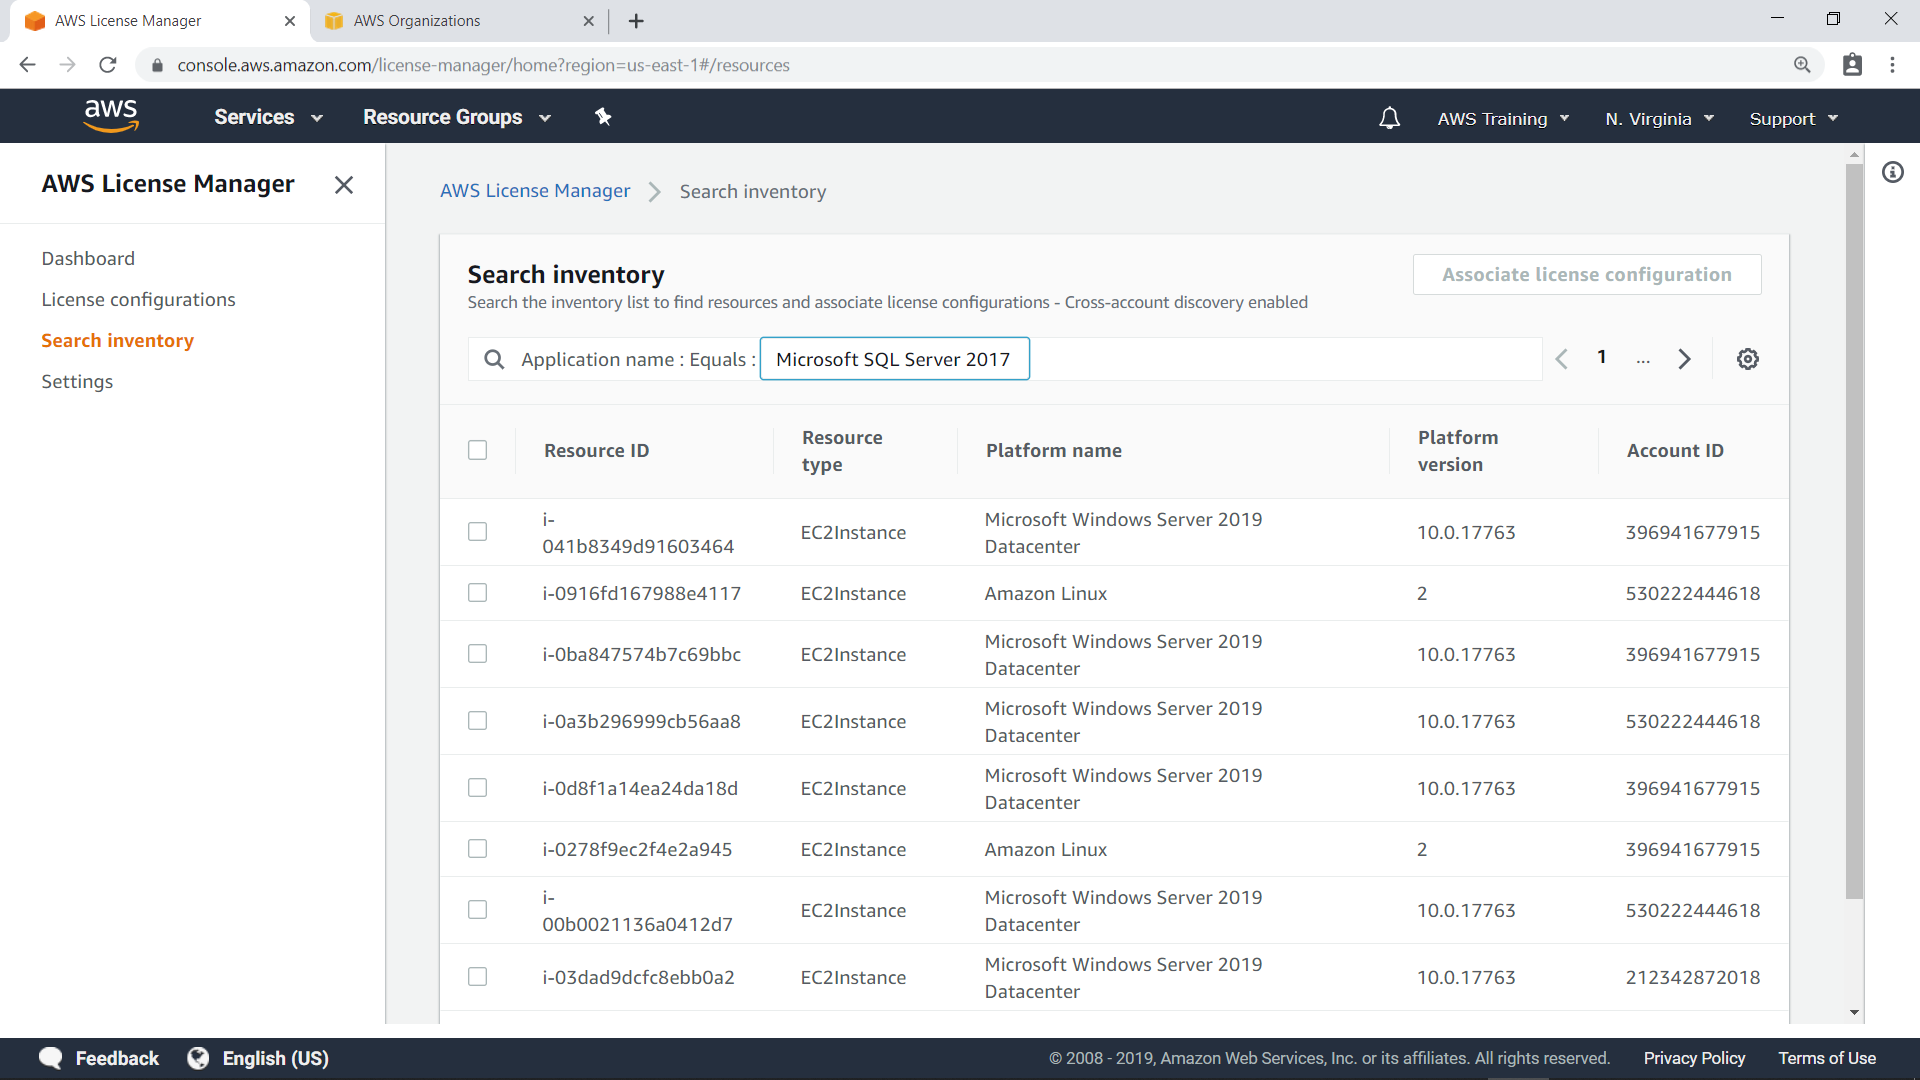 AWS License Manager
AWS Organizations
console.aws.amazon.com/license-manager/home?region=us-east-1#/resources
aws
Services
Resource Groups
AWS Training
N. Virginia
Support
AWS License Manager
Dashboard
License configurations
Search inventory
Settings
AWS License Manager
Search inventory
Search inventory
Search the inventory list to find resources and associate license configurations - Cross-account discovery enabled
Associate license configuration
Application name : Equals : Microsoft SQL Server 2017
1 ...
Resource ID
Resource
type
Platform name
Platform
version
Account ID
i-
041b8349d91603464
EC2Instance
Microsoft Windows Server 2019
Datacenter
10.0.17763
396941677915
i-0916fd167988e4117
EC2Instance
Amazon Linux
2
530222444618
i-0ba847574b7c69bbc
EC2Instance
Microsoft Windows Server 2019
Datacenter
10.0.17763
396941677915
i-0a3b296999cb56aa8
EC2Instance
Microsoft Windows Server 2019
Datacenter
10.0.17763
530222444618
i-0d8f1a14ea24da18d
EC2Instance
Microsoft Windows Server 2019
Datacenter
10.0.17763
396941677915
i-0278f9ec2f4e2a945
EC2Instance
Amazon Linux
2
396941677915
i-
00b0021136a0412d7
EC2Instance
Microsoft Windows Server 2019
Datacenter
10.0.17763
530222444618
i-03dad9dcfc8ebb0a2
EC2Instance
Microsoft Windows Server 2019
Datacenter
10.0.17763
212342872018
Feedback
English (US)
© 2008 - 2019, Amazon Web Services, Inc. or its affiliates. All rights reserved.
Privacy Policy
Terms of Use